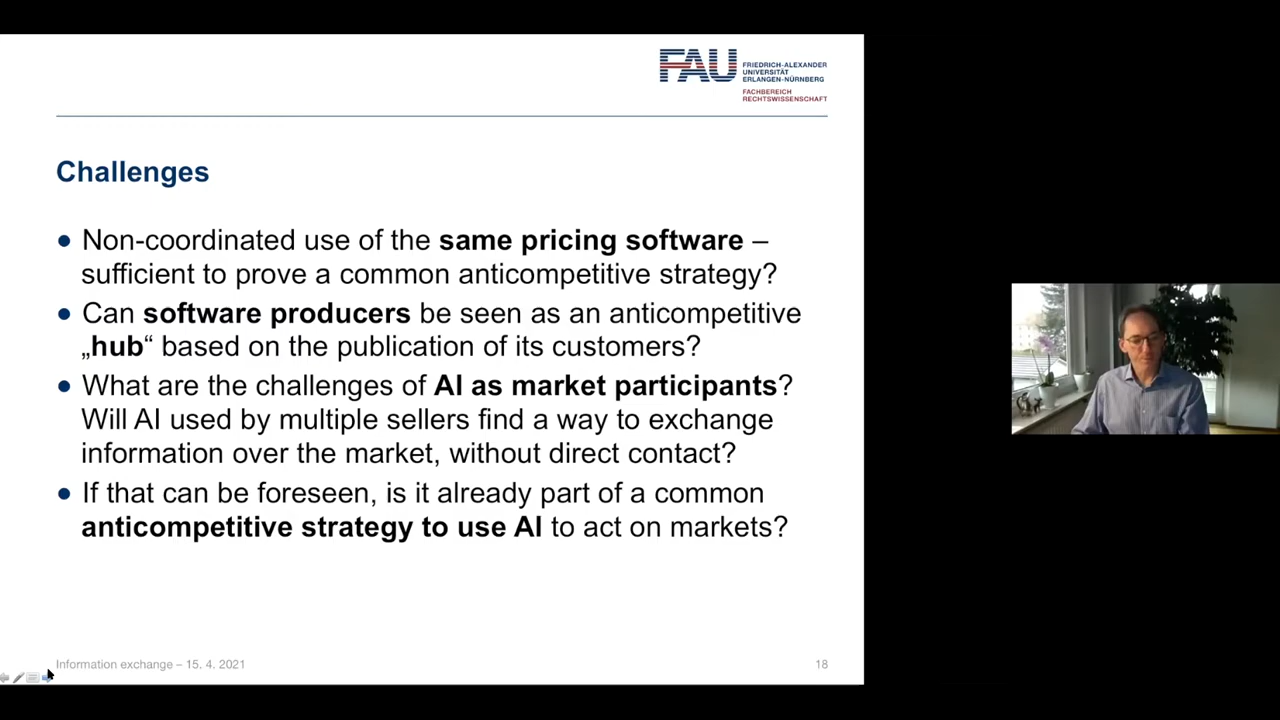 FAU
FRIEDRICH-ALEXANDER
UNIVERSITÄT
ERLANGEN-NÜRNBERG
FACHBEREICH
RECHTSWISSENSCHAFT
Challenges
● Non-coordinated use of the same pricing software –
sufficient to prove a common anticompetitive strategy?
● Can software producers be seen as an anticompetitive
„hub“ based on the publication of its customers?
● What are the challenges of AI as market participants?
Will AI used by multiple sellers find a way to exchange
information over the market, without direct contact?
● If that can be foreseen, is it already part of a common
anticompetitive strategy to use AI to act on markets?
Information exchange – 15. 4. 2021
18